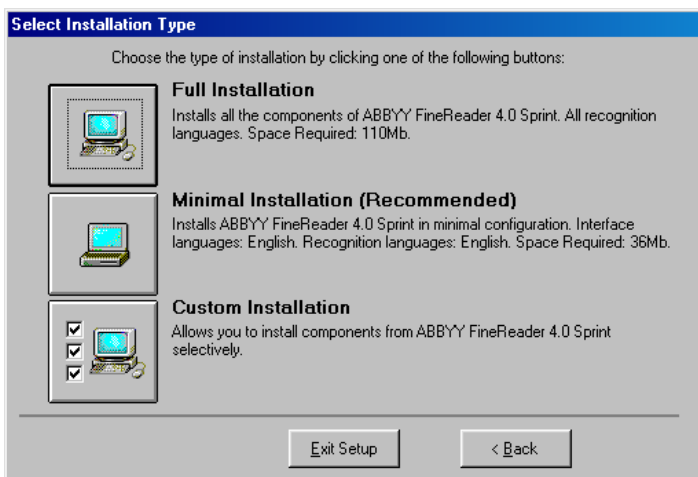 Select Installation Type
Choose the type of installation by clicking one of the following buttons:
Full Installation
Installs all the components of ABBYY FineReader 4.0 Sprint. All recognition
languages. Space Required: 110Mb.
Minimal Installation (Recommended)
Installs ABBYY FineReader 4.0 Sprint in minimal configuration. Interface
languages: English. Recognition languages: English. Space Required: 36Mb.
Custom Installation
Allows you to install components from ABBYY FineReader 4.0 Sprint
selectively.
Exit Setup
< Back